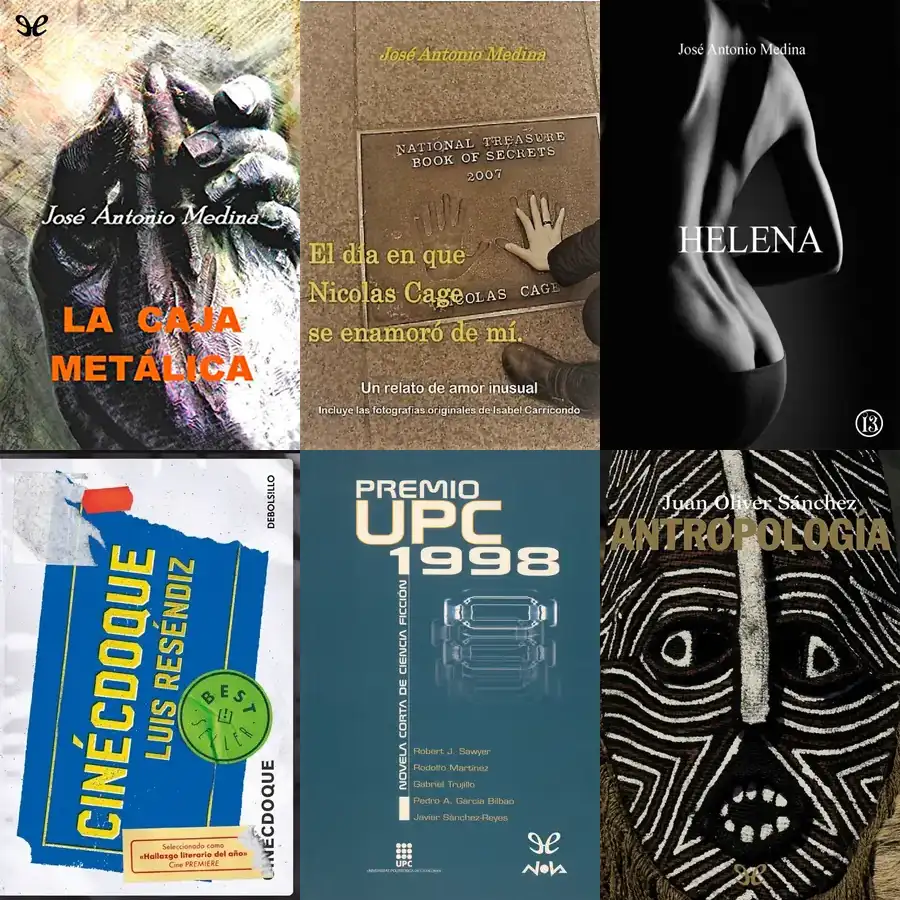 José Antonio Medina
LA CAJA
METÁLICA
José Antonio Medina
NATIONAL TREASURE
BOOK OF SECRETS
2007
NICOLAS CAGE
El día en que
Nicolas Cage
se enamoró de mí.
Un relato de amor inusual
Incluye las fotografías originales de Isabel Carricondo
José Antonio Medina
HELENA
13
DEBOLSILLO
CINÉCDOQUE
LUIS RESÉNDIZ
BEST
SELLER
CINÉCDOQUE
Seleccionado como
«Hallazgo literario del año»
Cine PREMIERE
PREMIO
UPC
1998
NOVELA CORTA DE CIENCIA FICCIÓN
Robert J. Sawyer
Rodolfo Martínez
Gabriel Trujillo
Pedro A. García Bilbao
Javier Sánchez-Reyes
UPC
NOVA
Juan Oliver Sánchez
ANTROPOLOGÍA